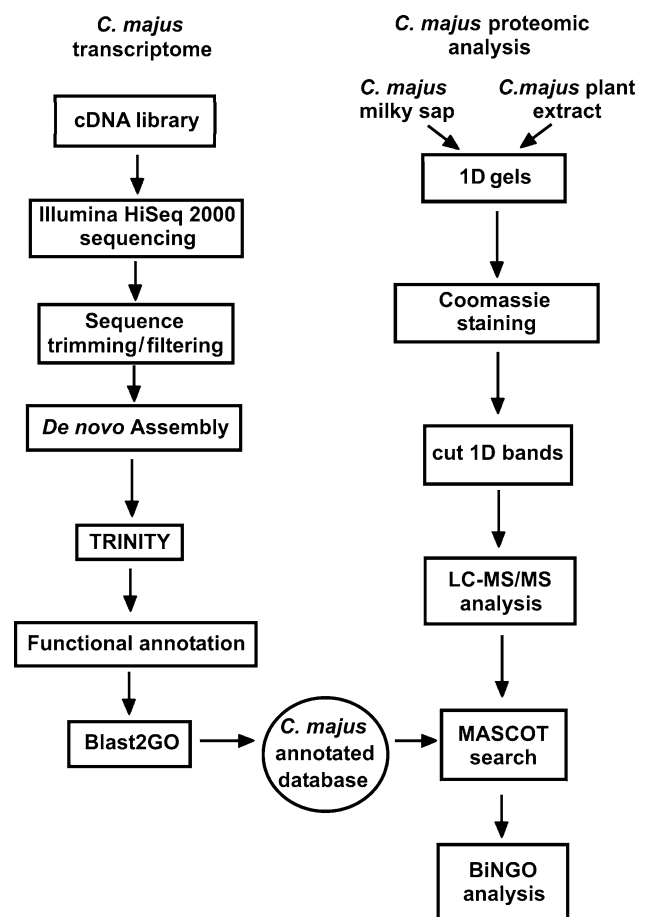 C. majus
transcriptome
cDNA library
Illumina HiSeq 2000
sequencing
Sequence
trimming/filtering
De novo Assembly
TRINITY
Functional annotation
Blast2GO
C. majus
annotated
database
C. majus proteomic
analysis
C. majus
milky sap
C.majus plant
extract
1D gels
Coomassie
staining
cut 1D bands
LC-MS/MS
analysis
MASCOT
search
BiNGO
analysis